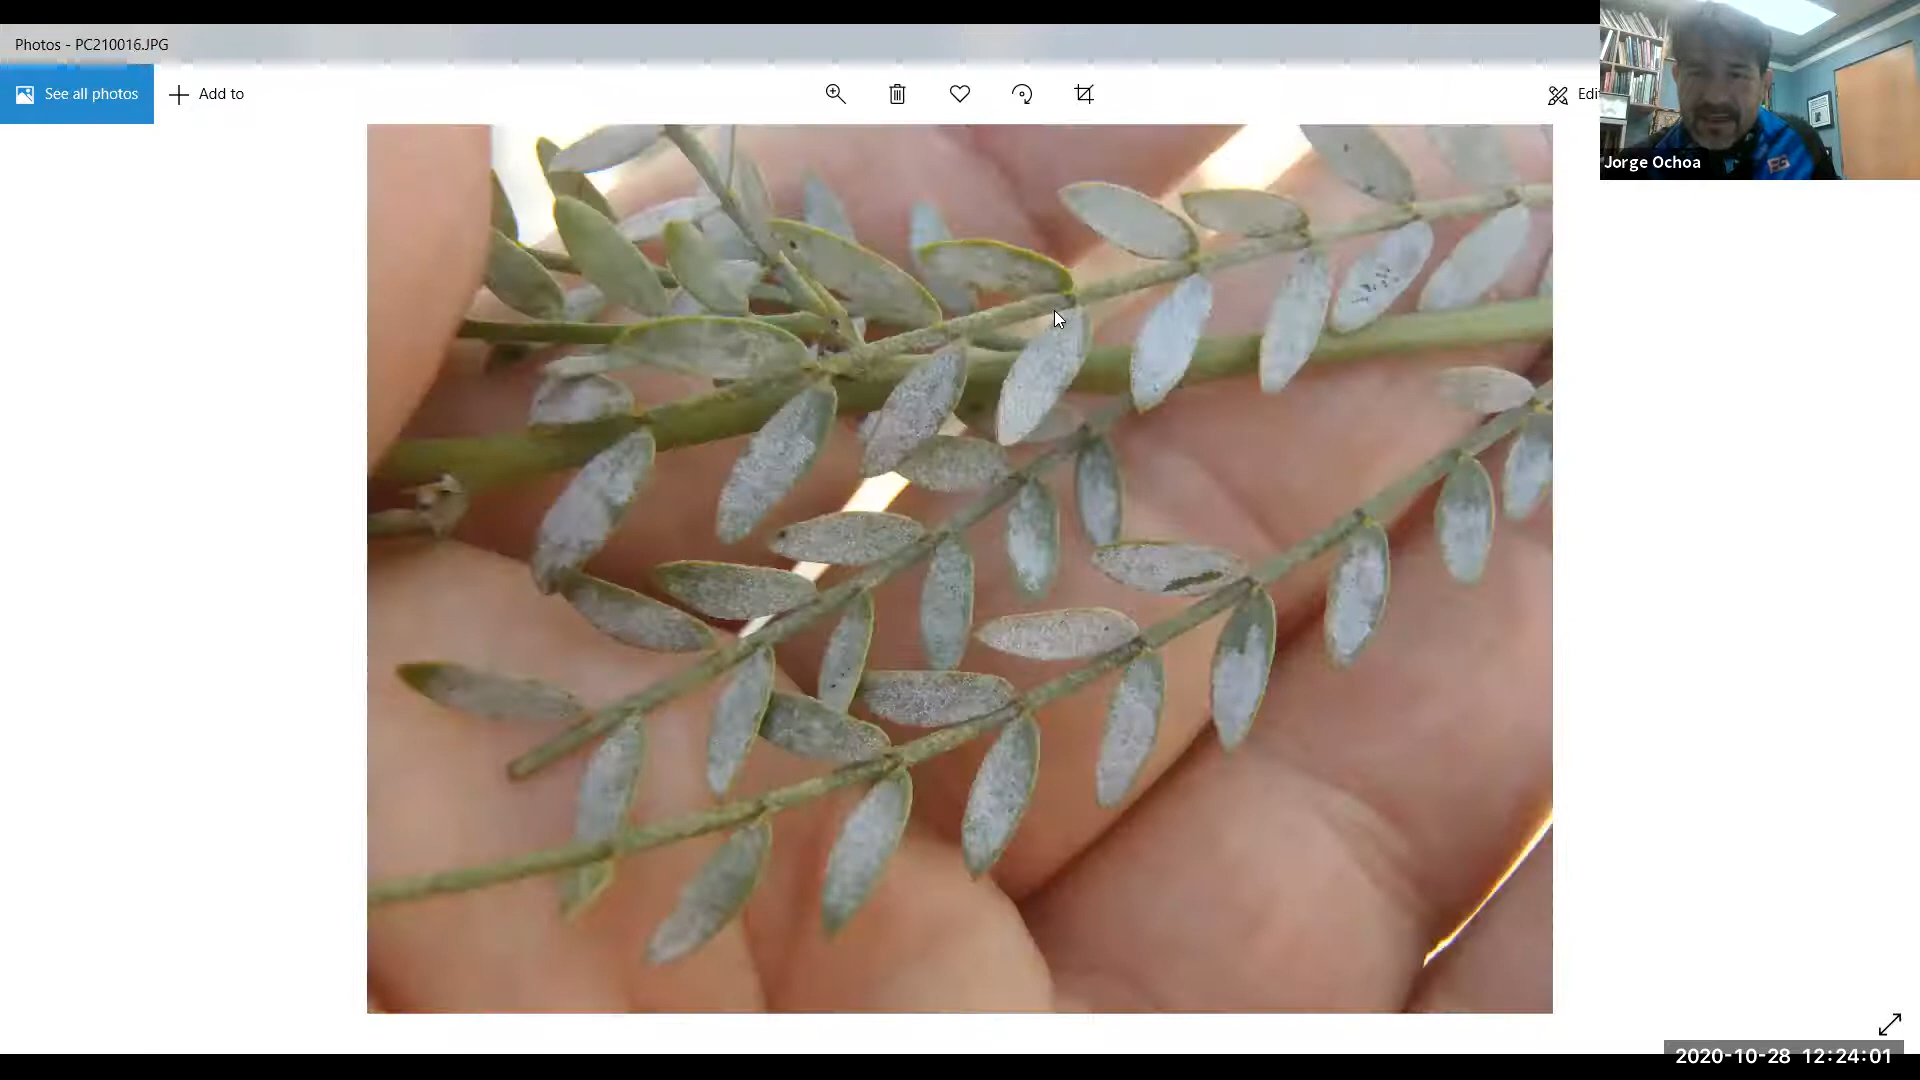 Photos - PC210016.JPG
See all photos
Add to
Edi
Jorge Ochoa
2020-10-28 12:24:01